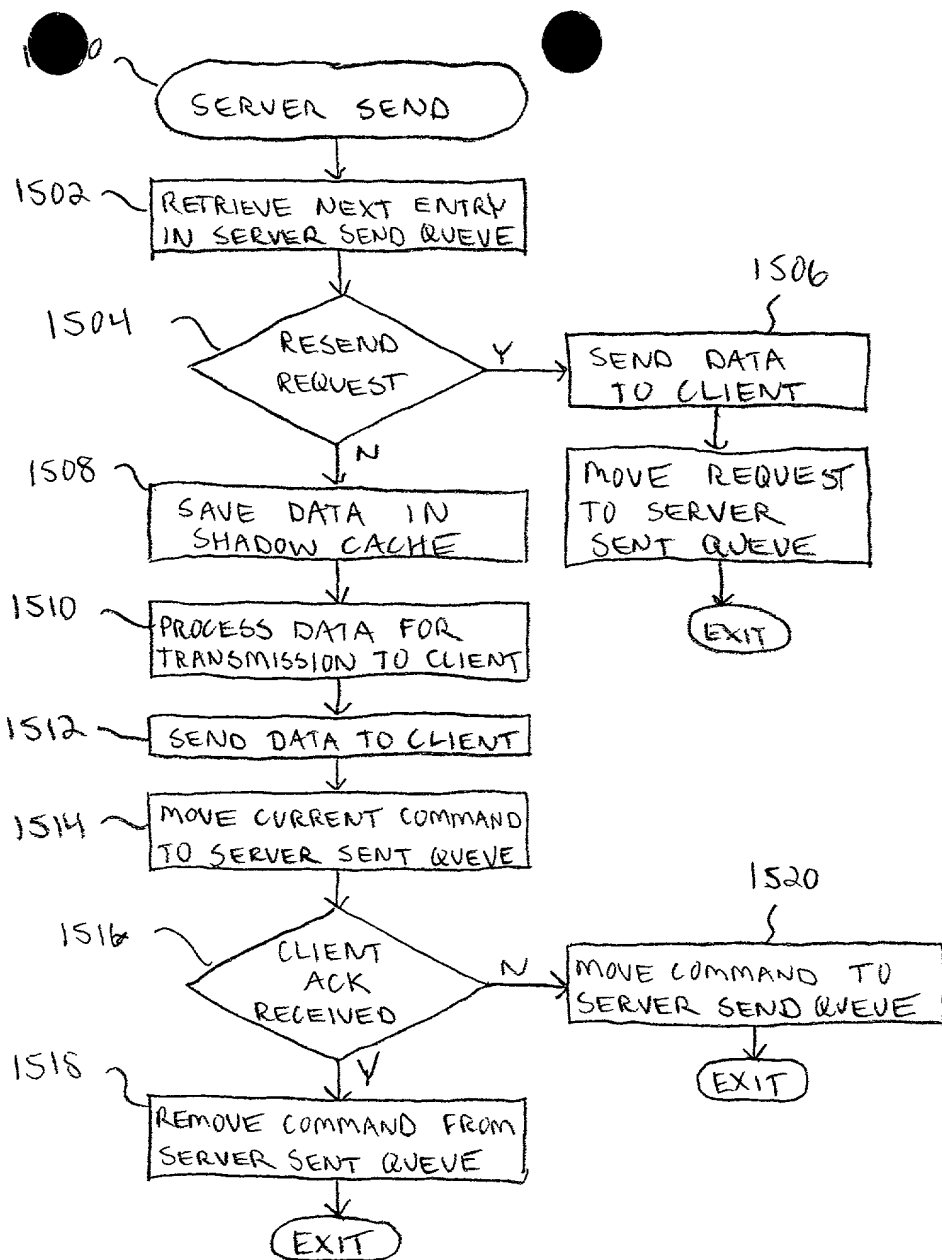 SERVER SEND
1502
RETRIEVE NEXT ENTRY
IN SERVER SEND QUEUE
1504
RESEND
REQUEST
Y
1506
SEND DATA
TO CLIENT
MOVE REQUEST
TO SERVER
SENT QUEUE
EXIT
N
1508
SAVE DATA IN
SHADOW CACHE
1510
PROCESS DATA FOR
TRANSMISSION TO CLIENT
1512
SEND DATA TO CLIENT
1514
MOVE CURRENT COMMAND
TO SERVER SENT QUEUE
1516
CLIENT
ACK
RECEIVED
N
1520
MOVE COMMAND TO
SERVER SEND QUEUE
EXIT
Y
1518
REMOVE COMMAND FROM
SERVER SENT QUEUE
EXIT